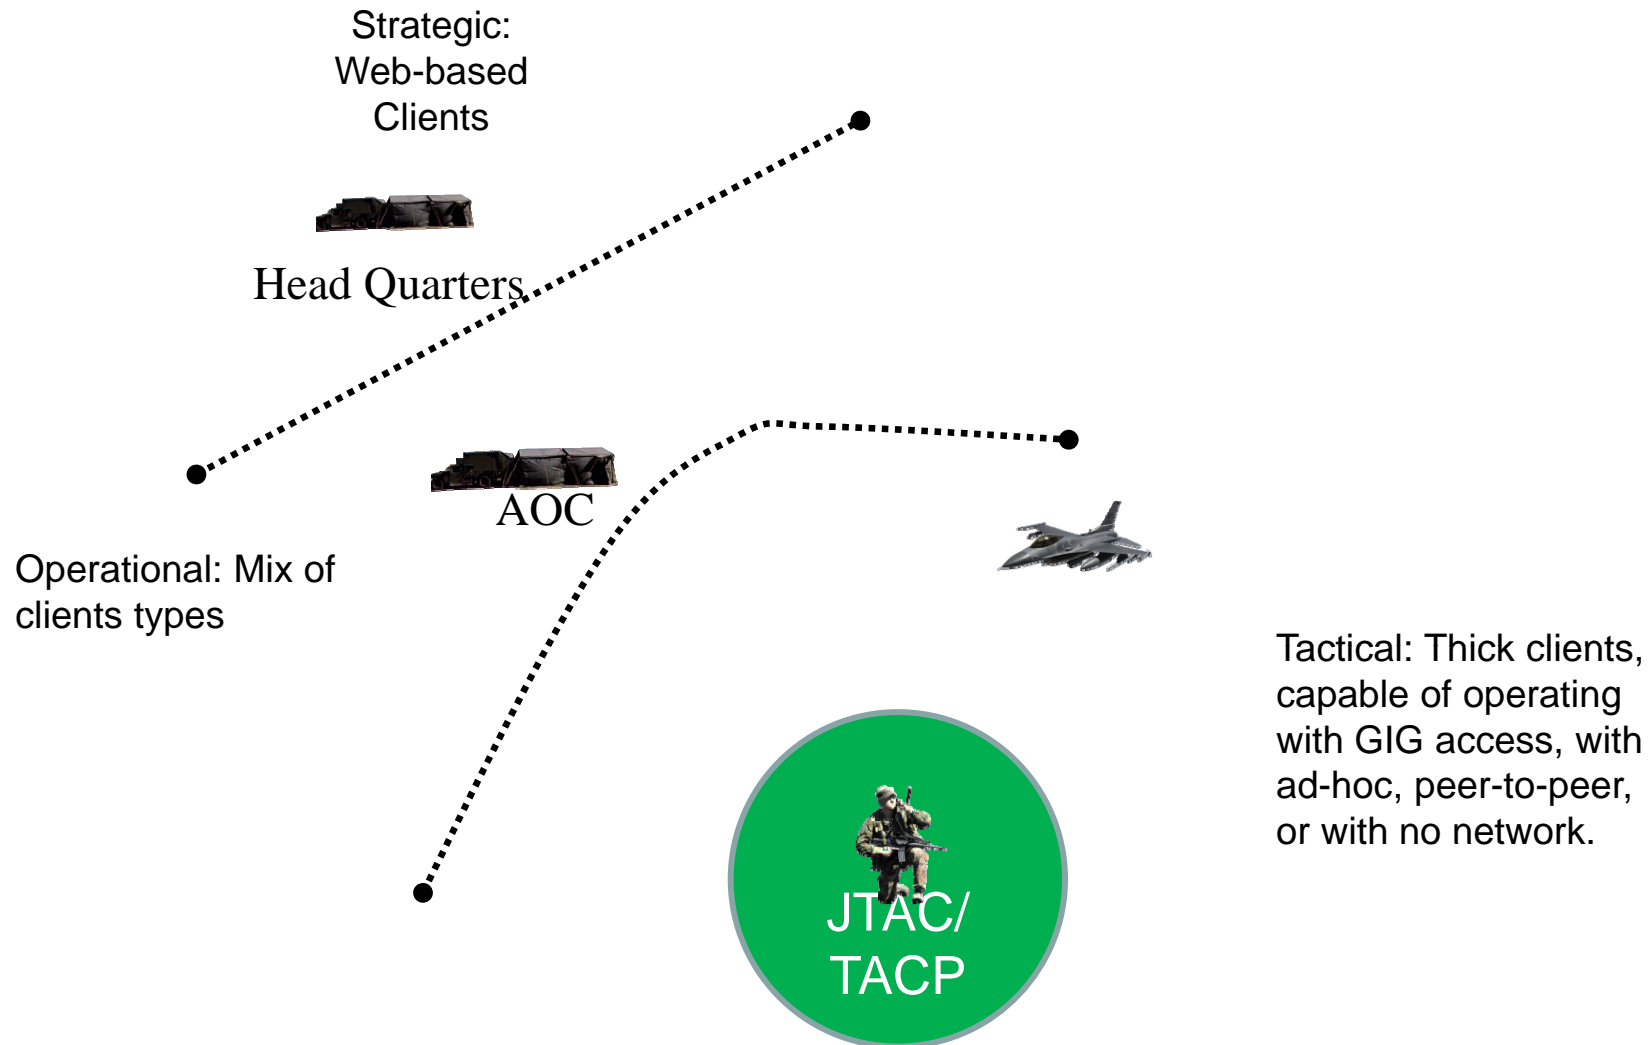 Strategic:
Web-based
Clients
Head Quarters
AOC
Operational: Mix of
clients types
Tactical: Thick clients,
capable of operating
with GIG access, with
ad-hoc, peer-to-peer,
or with no network.
JTAC/
TACP